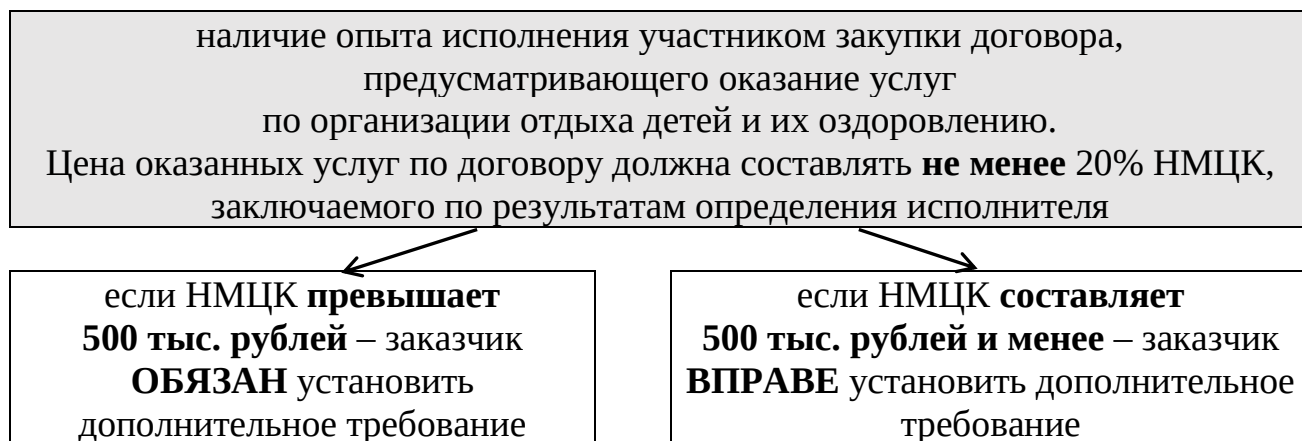 наличие опыта исполнения участником закупки договора,
предусматривающего оказание услуг
по организации отдыха детей и их оздоровлению.
Цена оказанных услуг по договору должна составлять не менее 20% НМЦК,
заключаемого по результатам определения исполнителя
если НМЦК превышает
500 тыс. рублей – заказчик
ОБЯЗАН установить
дополнительное требование
если НМЦК составляет
500 тыс. рублей и менее – заказчик
ВПРАВЕ установить дополнительное
требование